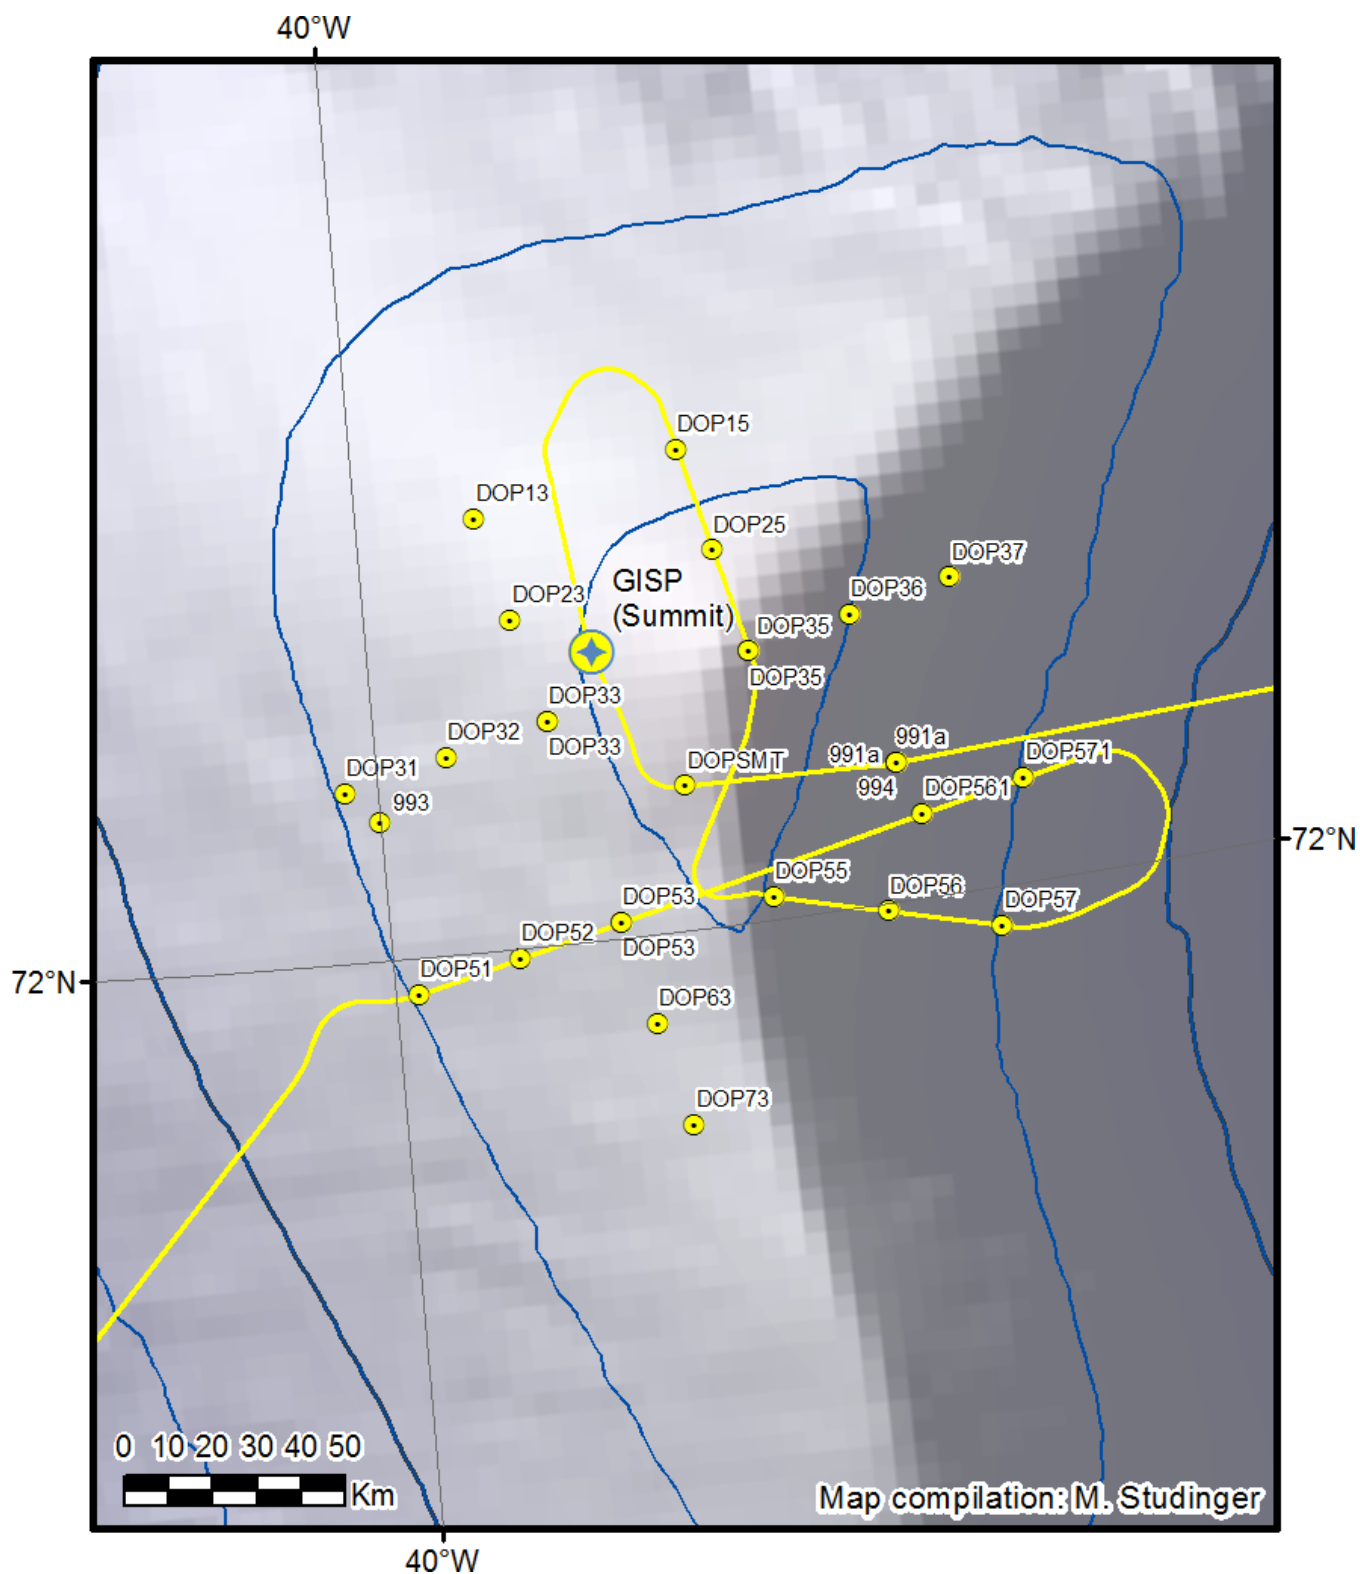 40°W
DOP15
DOP13
DOP25
DOP37
GISP
(Summit)
DOP23
DOP36
DOP35
DOP35
DOP33
DOP33
DOP32
991a
991a
DOP571
DOP31
DOPSMT
994
DOP561
993
72°N
DOP55
DOP53
DOP56
DOP57
DOP52
DOP53
DOP51
72°N
DOP63
DOP73
0 10 20 30 40 50
Km
Map compilation: M. Studinger
40°W